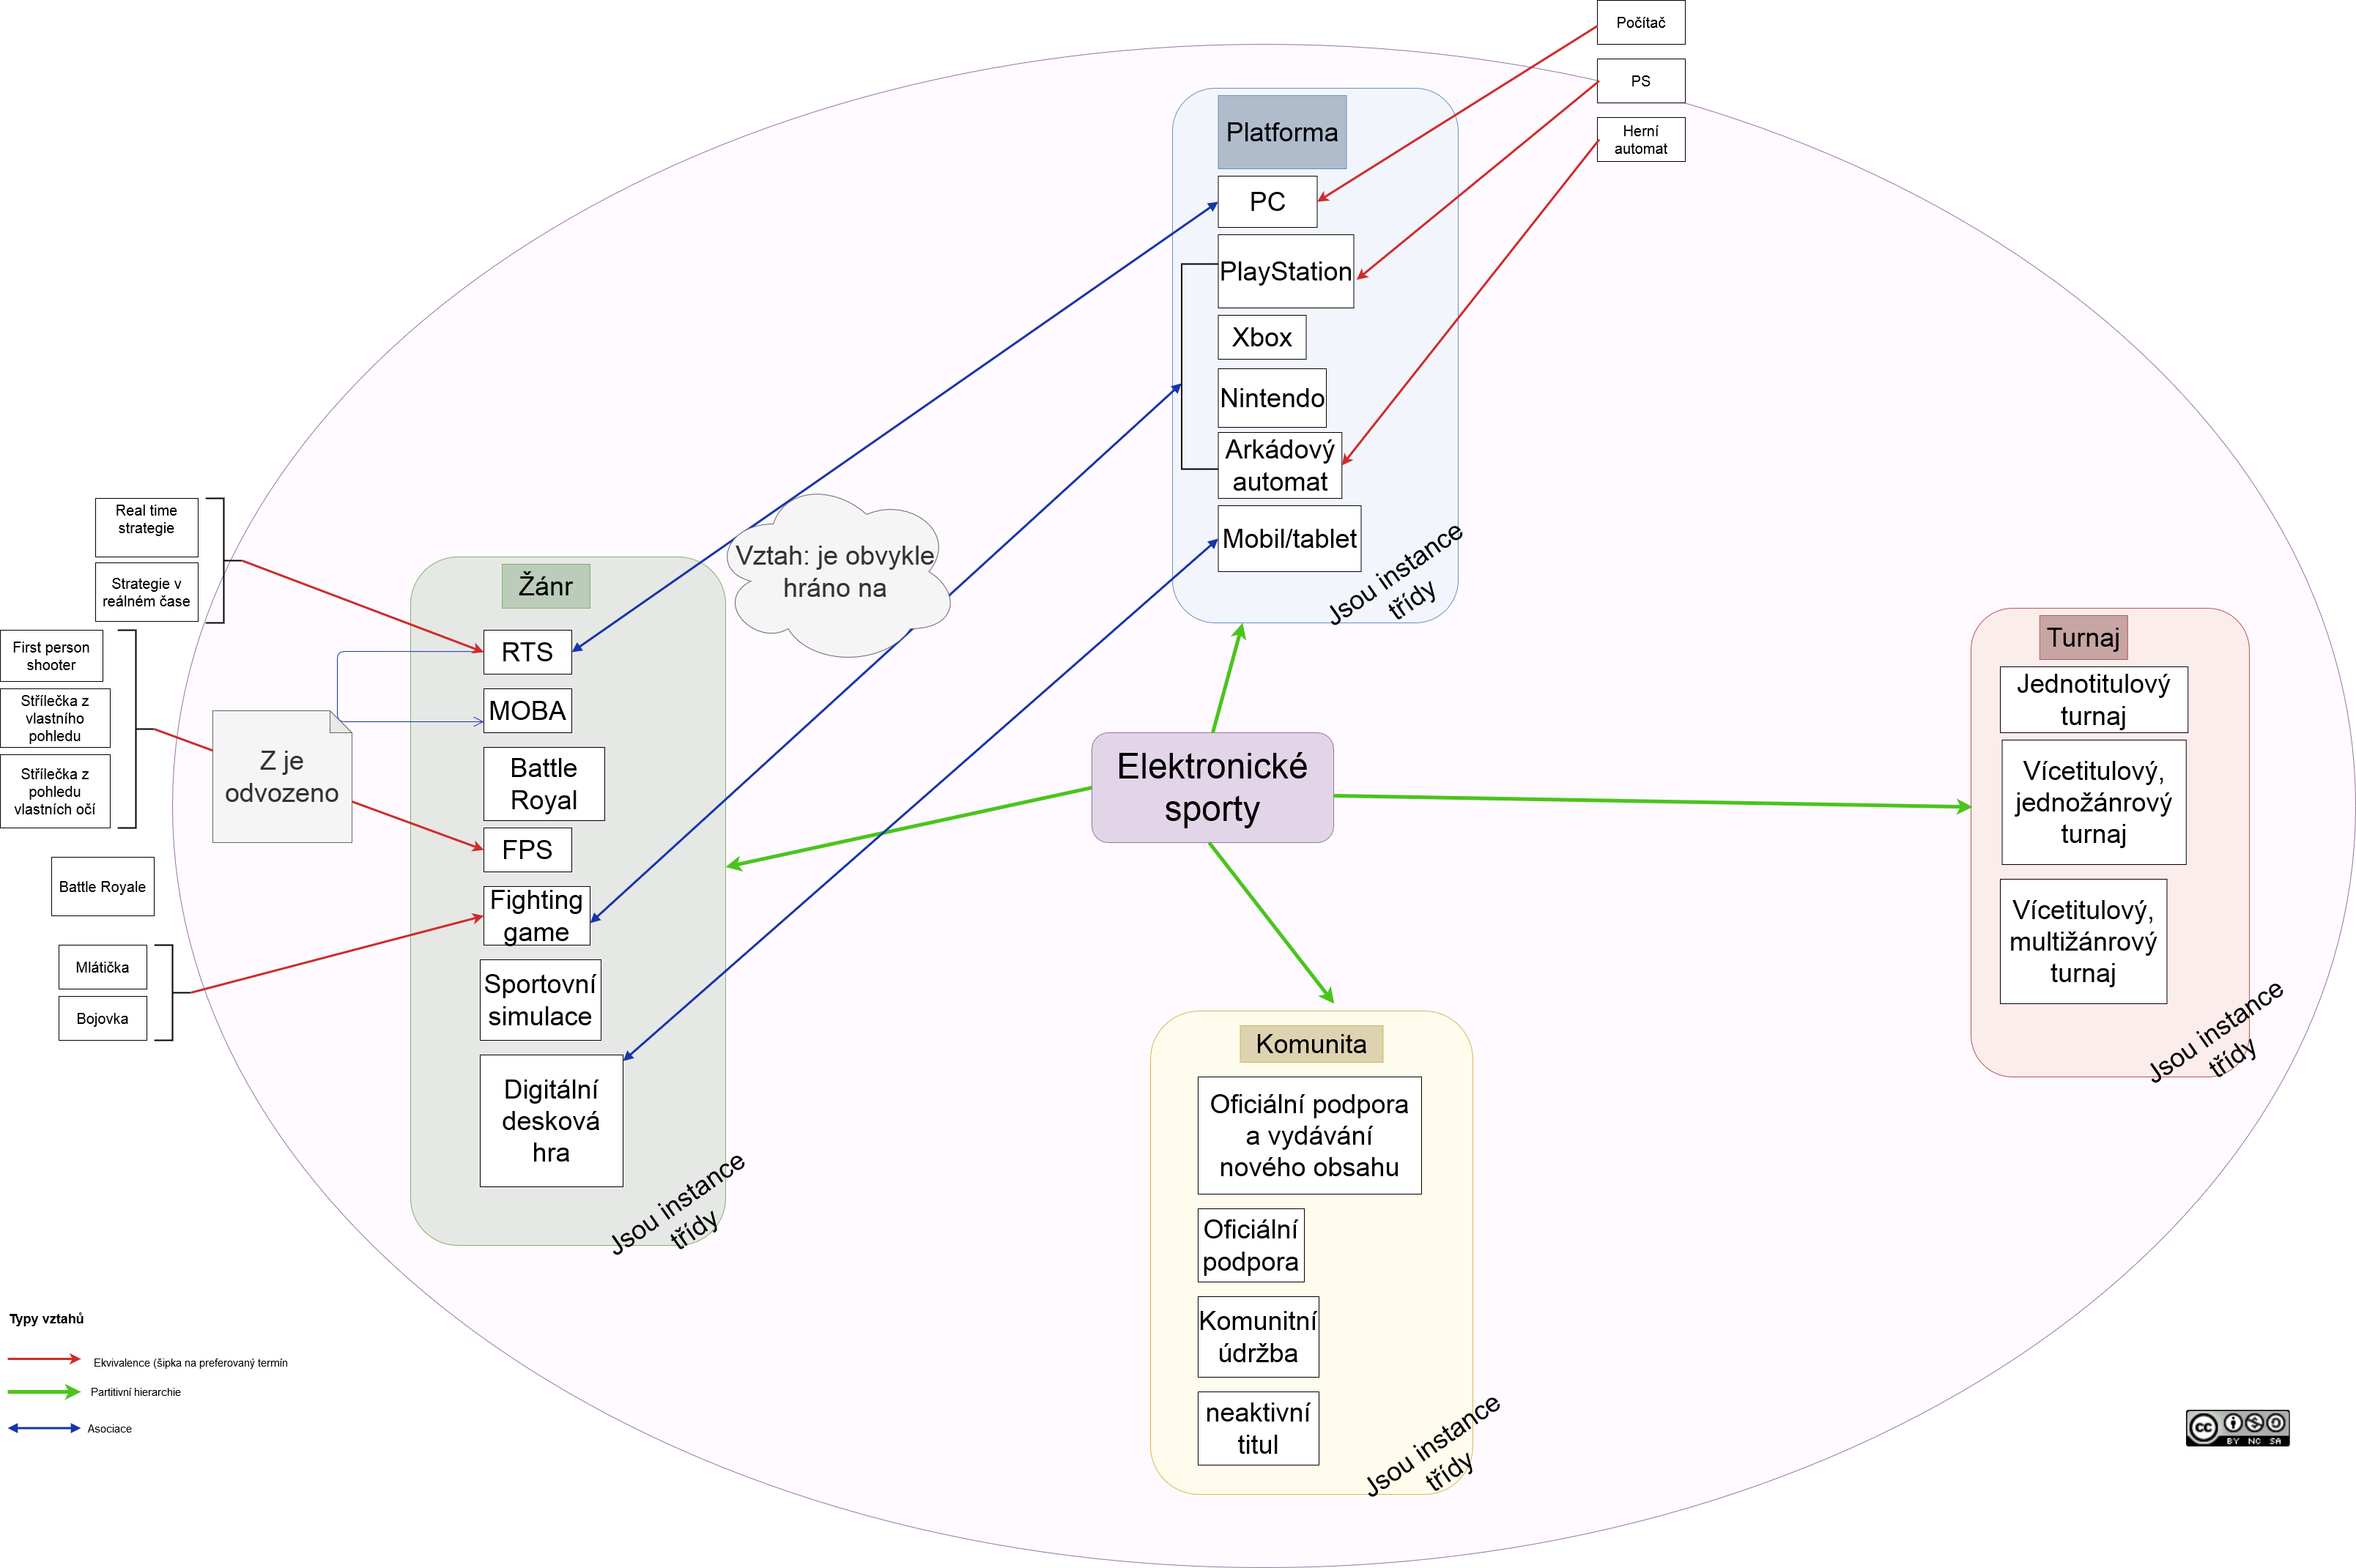 Počítač
PS
Herní
automat
Platforma
PC
PlayStation
Xbox
Nintendo
Arkádový
automat
Mobil/tablet
Jsou instance
třídy
Real time
strategie
Strategie v
reálném čase
First person
shooter
Střílečka z
vlastního
pohledu
Střílečka z
pohledu
vlastních očí
Battle Royale
Mlátička
Bojovka
Z je
odvozeno
Vztah: je obvykle
hráno na
Žánr
RTS
MOBA
Battle
Royal
FPS
Fighting
game
Sportovní
simulace
Digitální
desková
hra
Jsou instance
třídy
Elektronické
sporty
Turnaj
Jednotitulový
turnaj
Vícetitulový,
jednožánrový
turnaj
Vícetitulový,
multižánrový
turnaj
Jsou instance
třídy
Komunita
Oficiální podpora
a vydávání
nového obsahu
Oficiální
podpora
Komunitní
údržba
neaktivní
titul
Jsou instance
třídy
Typy vztahů
Ekvivalence (šipka na preferovaný termín
Partitivní hierarchie
Asociace
cc
BY NC SA